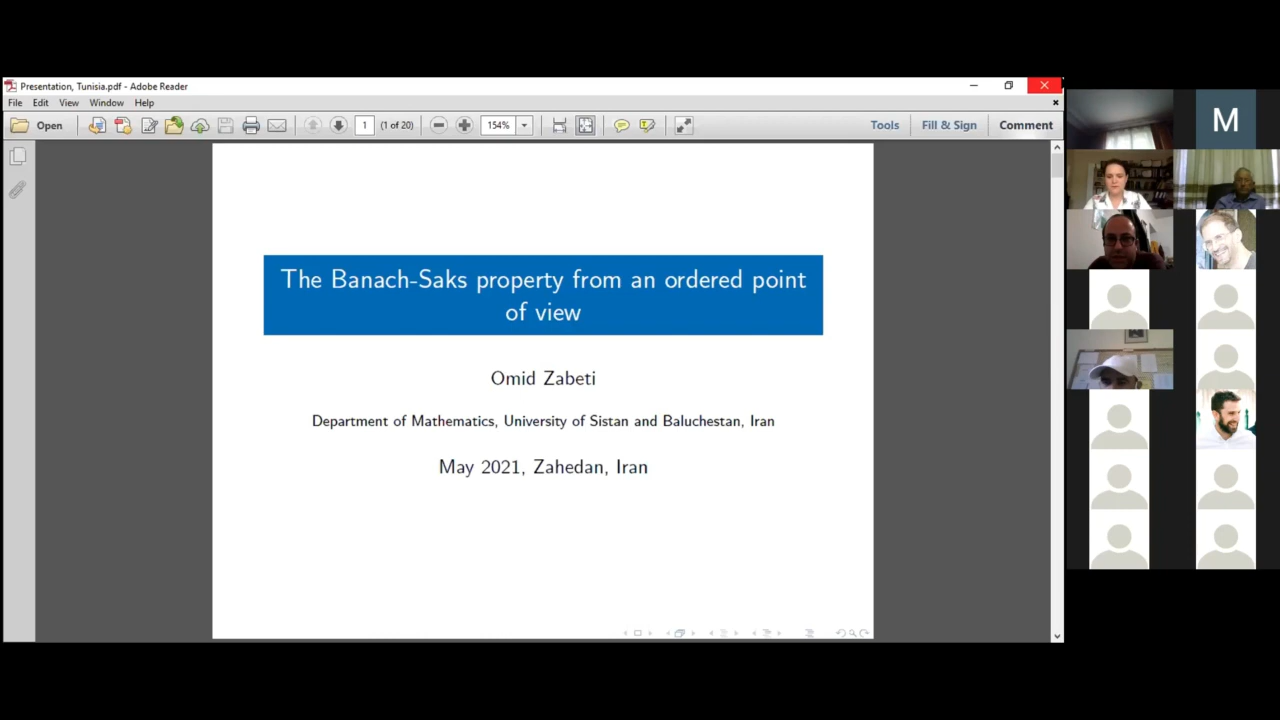 Presentation, Tunisia.pdf - Adobe Reader
File Edit View Window Help
Open 1 (1 of 20) 154% Tools Fill & Sign Comment
M
The Banach-Saks property from an ordered point
of view
Omid Zabeti
Department of Mathematics, University of Sistan and Baluchestan, Iran
May 2021, Zahedan, Iran